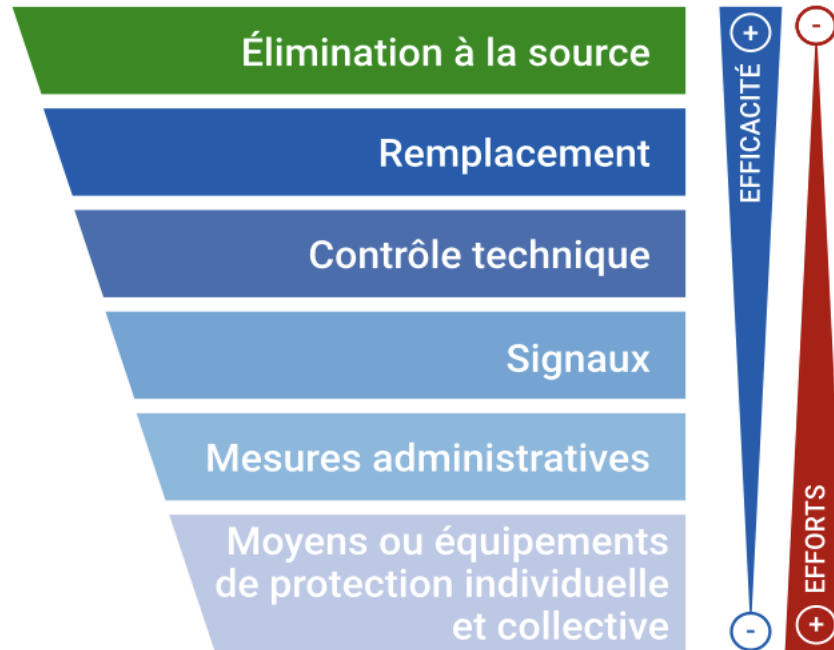 Élimination à la source
Remplacement
Contrôle technique
Signaux
Mesures administratives
Moyens ou équipements
de protection individuelle
et collective
+
EFFICACITÉ
-
-
EFFORTS
+